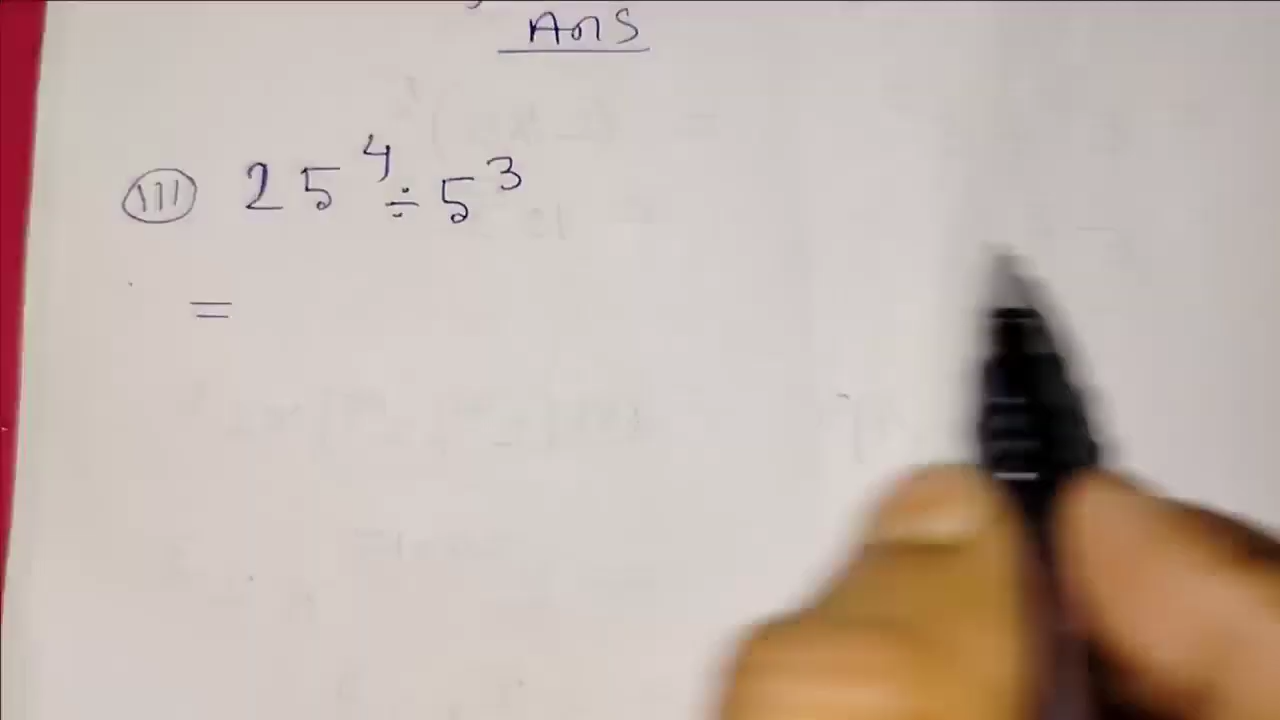 Ans
(III) 25⁴ ÷ 5³
=